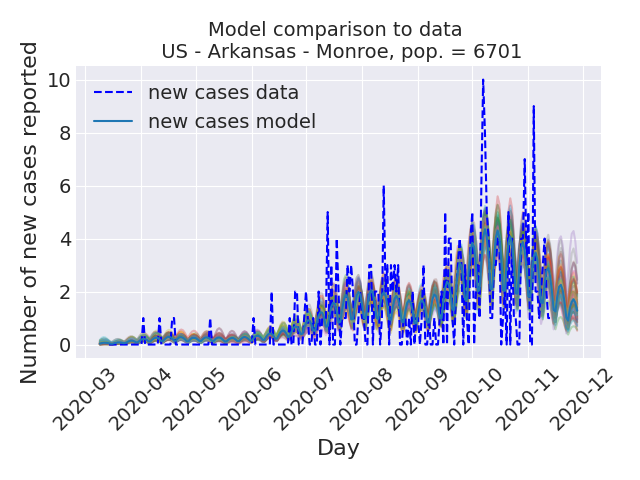 Model comparison to data
US - Arkansas - Monroe, pop. = 6701
Number of new cases reported
10
8
6
4
2
0
new cases data
new cases model
2020-03
2020-04
2020-05
2020-06
2020-07
2020-08
2020-09
2020-10
2020-11
2020-12
Day